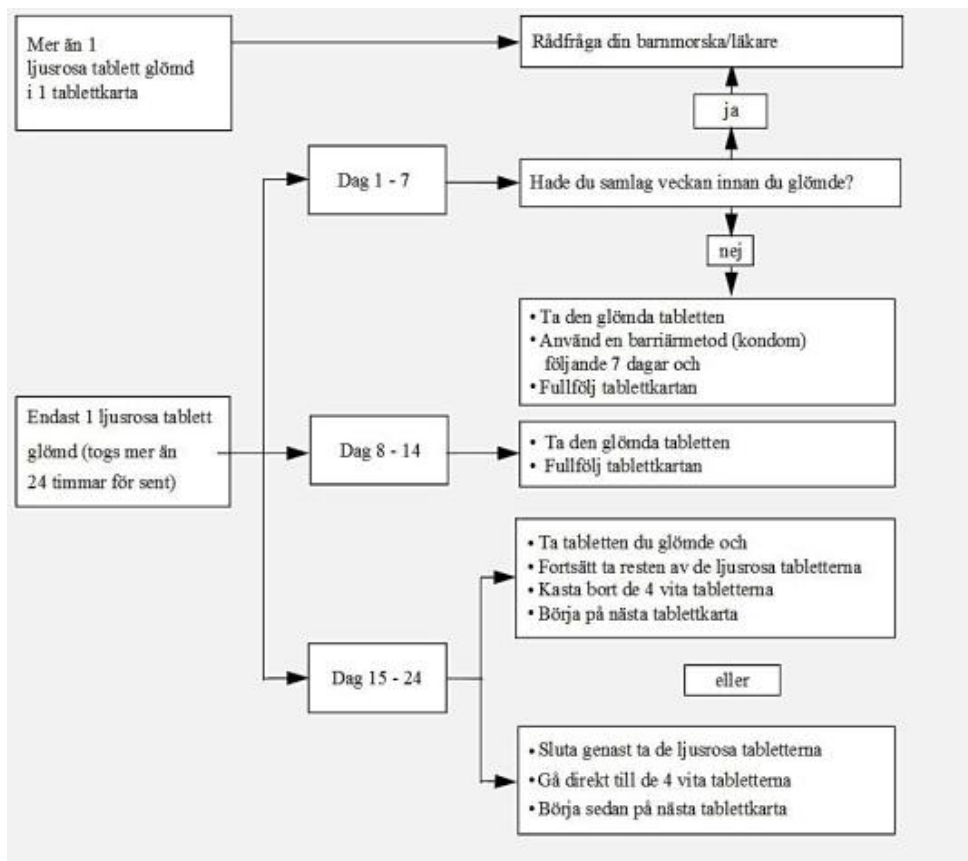 Mer än 1
ljusrosa tablett glömd
i 1 tablettkarta
Rådfråga din barnmorska/läkare
ja
Dag 1 - 7
Hade du samlag veckan innan du glömde?
nej
• Ta den glömda tabletten
• Använd en barriärmetod (kondom)
följande 7 dagar och
• Fullfölj tablettkartan
Endast 1 ljusrosa tablett
glömd (togs mer än
24 timmar för sent)
Dag 8 - 14
• Ta den glömda tabletten
• Fullfölj tablettkartan
• Ta tabletten du glömde och
• Fortsätt ta resten av de ljusrosa tabletterna
• Kasta bort de 4 vita tabletterna
• Börja på nästa tablettkarta
Dag 15 - 24
eller
• Sluta genast ta de ljusrosa tabletterna
• Gå direkt till de 4 vita tabletterna
• Börja sedan på nästa tablettkarta